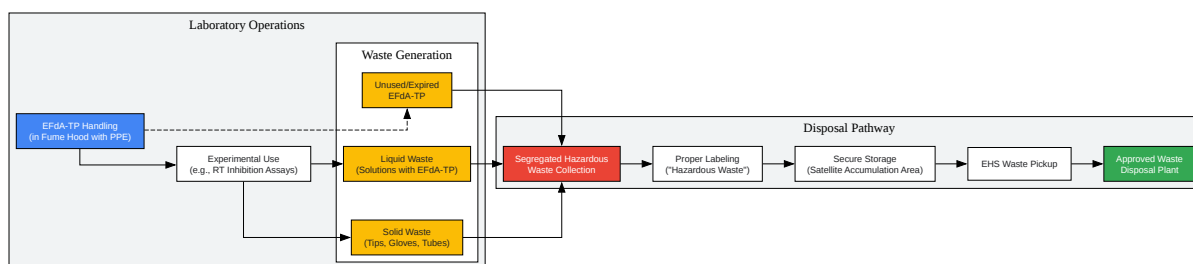 Laboratory Operations
Waste Generation
Unused/Expired
EFdA-TP
EFdA-TP Handling
(in Fume Hood with PPE)
Experimental Use
(e.g., RT Inhibition Assays)
Liquid Waste
(Solutions with EFdA-TP)
Solid Waste
(Tips, Gloves, Tubes)
Disposal Pathway
Segregated Hazardous
Waste Collection
Proper Labeling
("Hazardous Waste")
Secure Storage
(Satellite Accumulation Area)
EHS Waste Pickup
Approved Waste
Disposal Plant